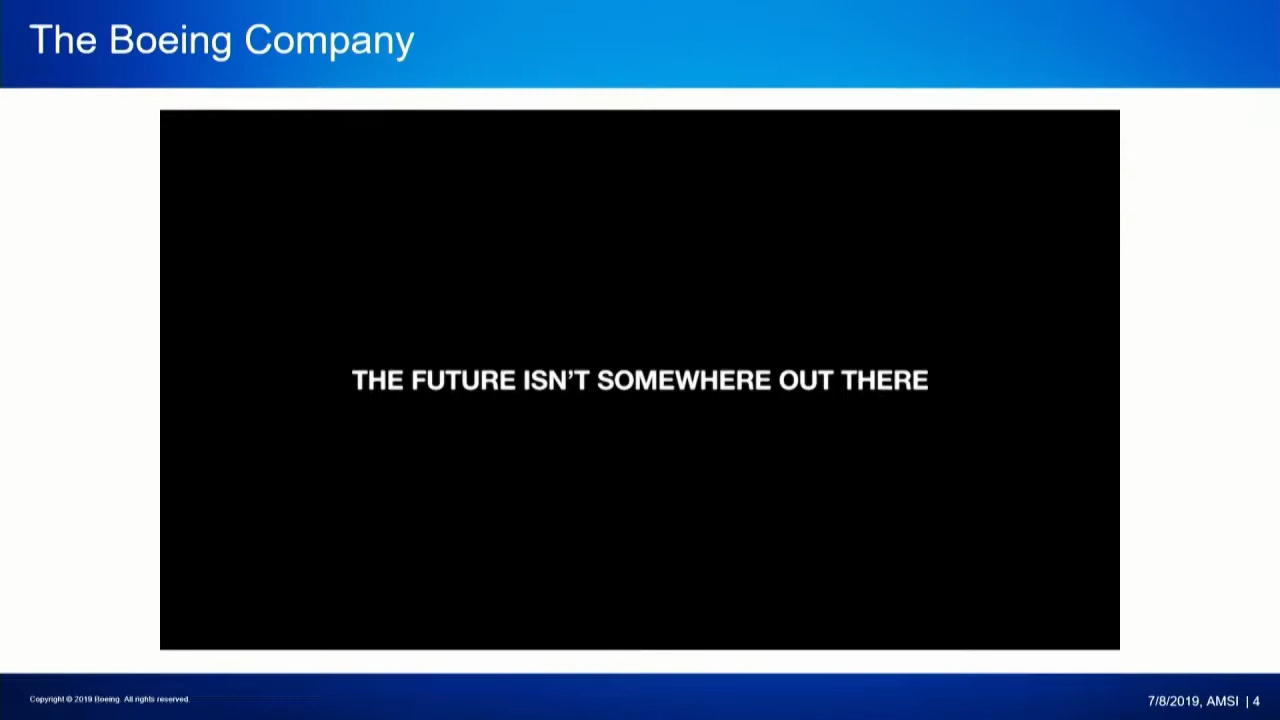 The Boeing Company
THE FUTURE ISN’T SOMEWHERE OUT THERE
Copyright © 2019 Boeing. All rights reserved.
7/8/2019, AMSI | 4